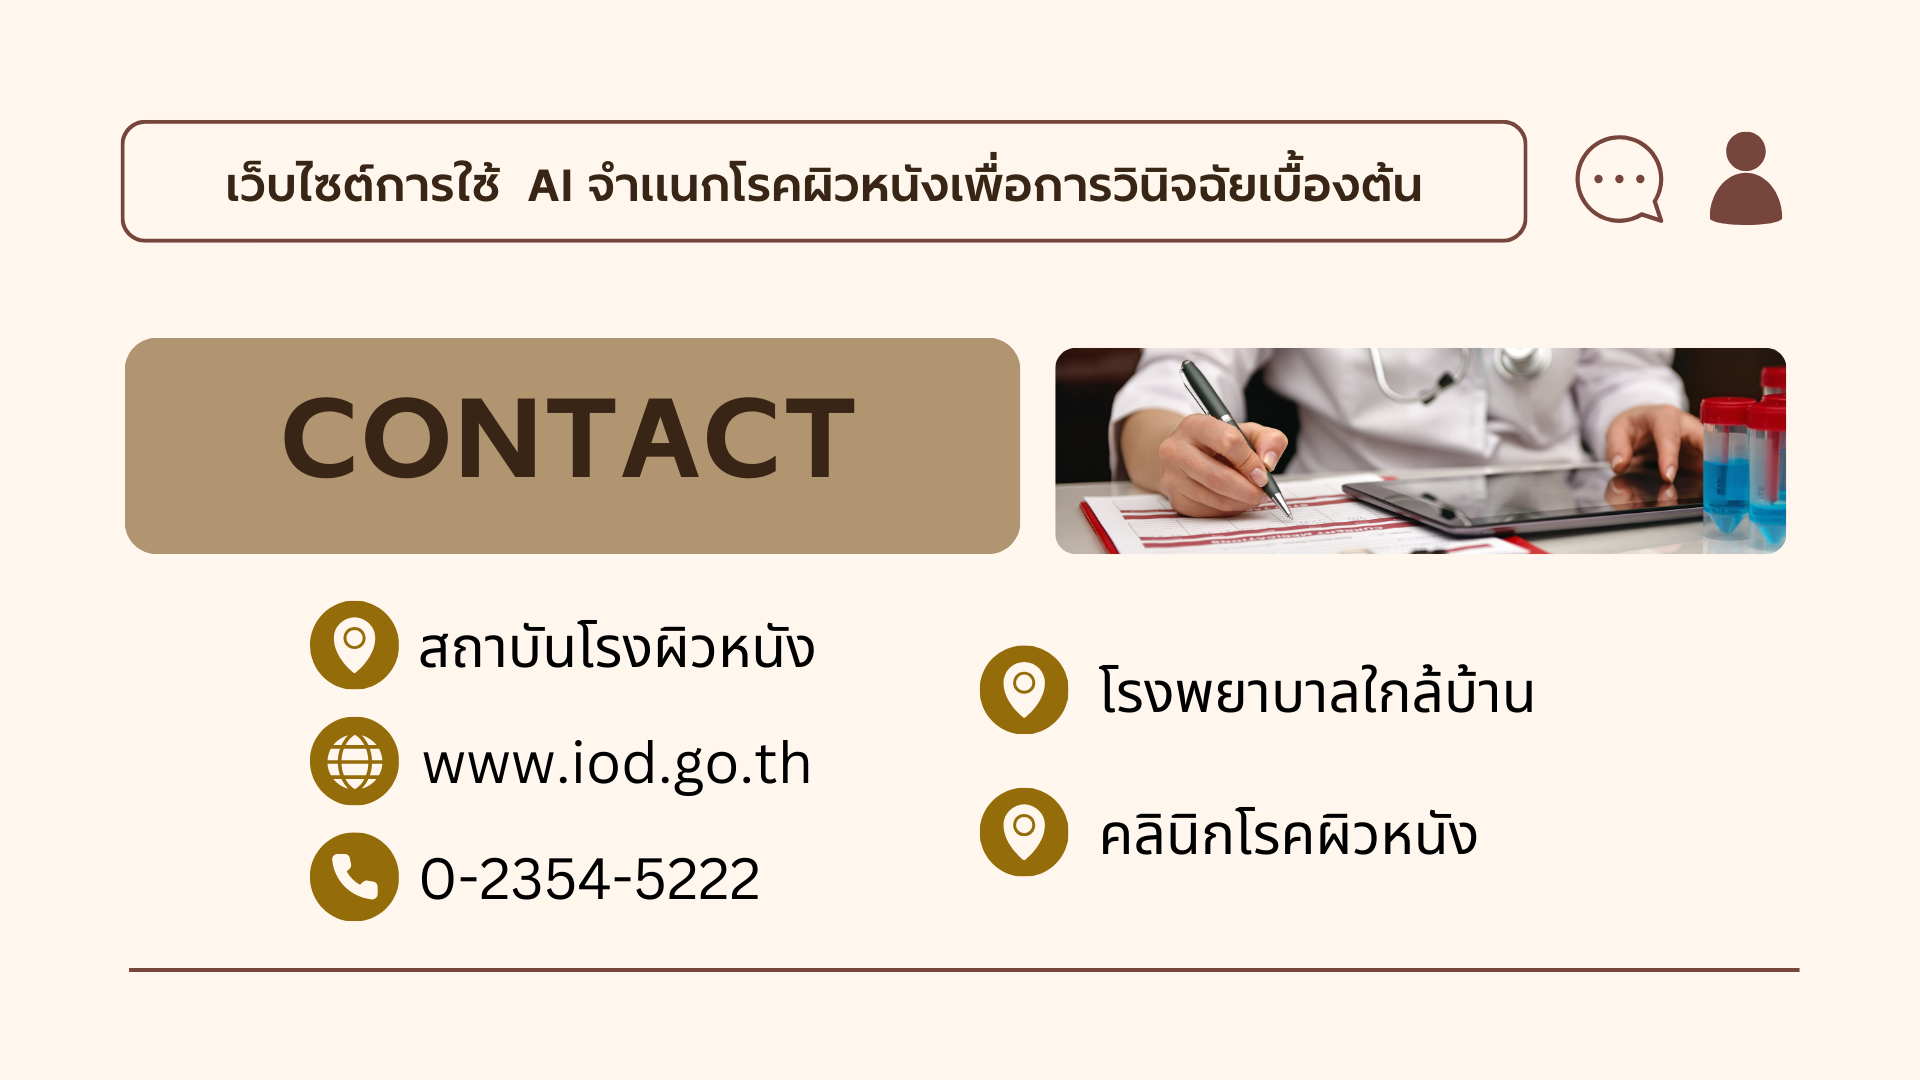 เว็บไซต์การใช้  AI จำแนกโรคผิวหนังเพื่อการวินิจฉัยเบื้องต้น
CONTACT
สถาบันโรงผิวหนัง
www.iod.go.th
0-2354-5222
โรงพยาบาลใกล้บ้าน
คลินิกโรคผิวหนัง